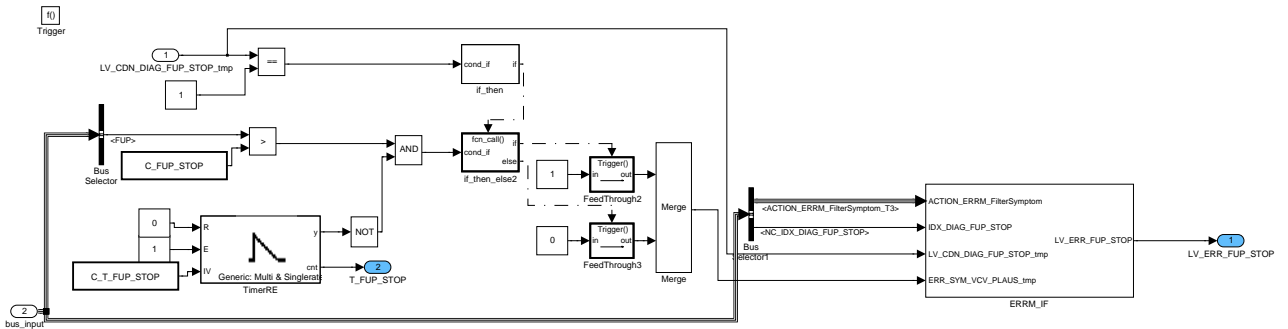 f()
Trigger
1
LV_CDN_DIAG_FUP_STOP_tmp
==
1
cond_if
if
if_then
<FUP>
Bus
Selector
C_FUP_STOP
>
AND
fcn_call()
cond_if
if
else
if_then_else2
1
Trigger()
in
out
FeedThrough2
0
Trigger()
in
out
FeedThrough3
Merge
Merge
0
1
C_T_FUP_STOP
R
E
IV
y
cnt
Generic: Multi & Singlerate
TimerRE
NOT
2
T_FUP_STOP
2
bus_input
<ACTION_ERRM_FilterSymptom_T3>
<NC_IDX_DIAG_FUP_STOP>
Bus
Selector1
ACTION_ERRM_FilterSymptom
IDX_DIAG_FUP_STOP
LV_CDN_DIAG_FUP_STOP_tmp
ERR_SYM_VCV_PLAUS_tmp
LV_ERR_FUP_STOP
ERRM_IF
1
LV_ERR_FUP_STOP